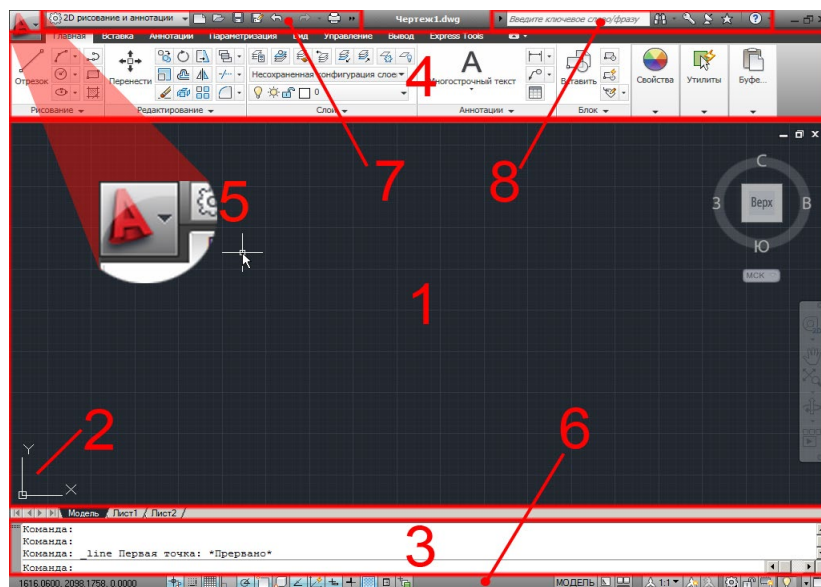 2D рисование и аннотации
Чертеж1.dwg
Введите ключевое слово/фразу
Главная Вставка Аннотации Параметризация Вид Управление Вывод Express Tools
Отрезок
Перенести
Несохраненная конфигурация слоев
0
4
A
Многострочный текст
Вставить
Свойства
Утилиты
Буфе...
Рисование
Редактирование
Слои
Аннотации
Блок
7
8
5
С
З
Верх
В
Ю
МСК
1
2
6
Y
X
Модель Лист1 Лист2
Команда:
Команда:
Команда: _line Первая точка: *Прервано*
Команда:
3
1616.0600, 2098.1758, 0.0000
МОДЕЛЬ
1:1